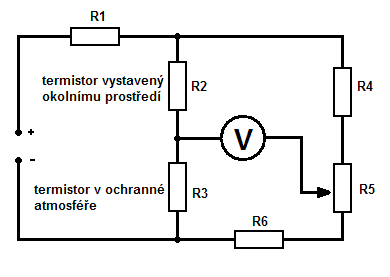 R1
termistor vystavený
okolnímu prostředí
R2
R4
+
V
-
termistor v ochranné
atmosféře
R3
R5
R6